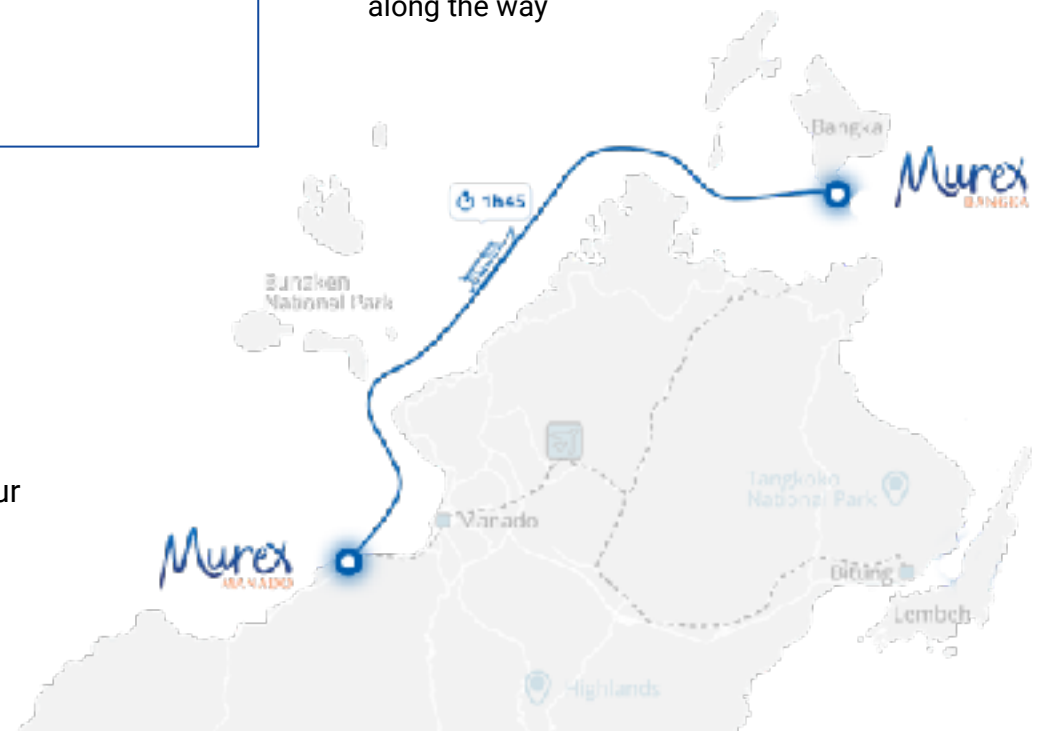 along the way
Bangka
Murex
BANGKA
1h45
Bunaken
National Park
Tangkoko
National Park
ur
Manado
Murex
MANADO
Bitung
Lembeh
Highlands